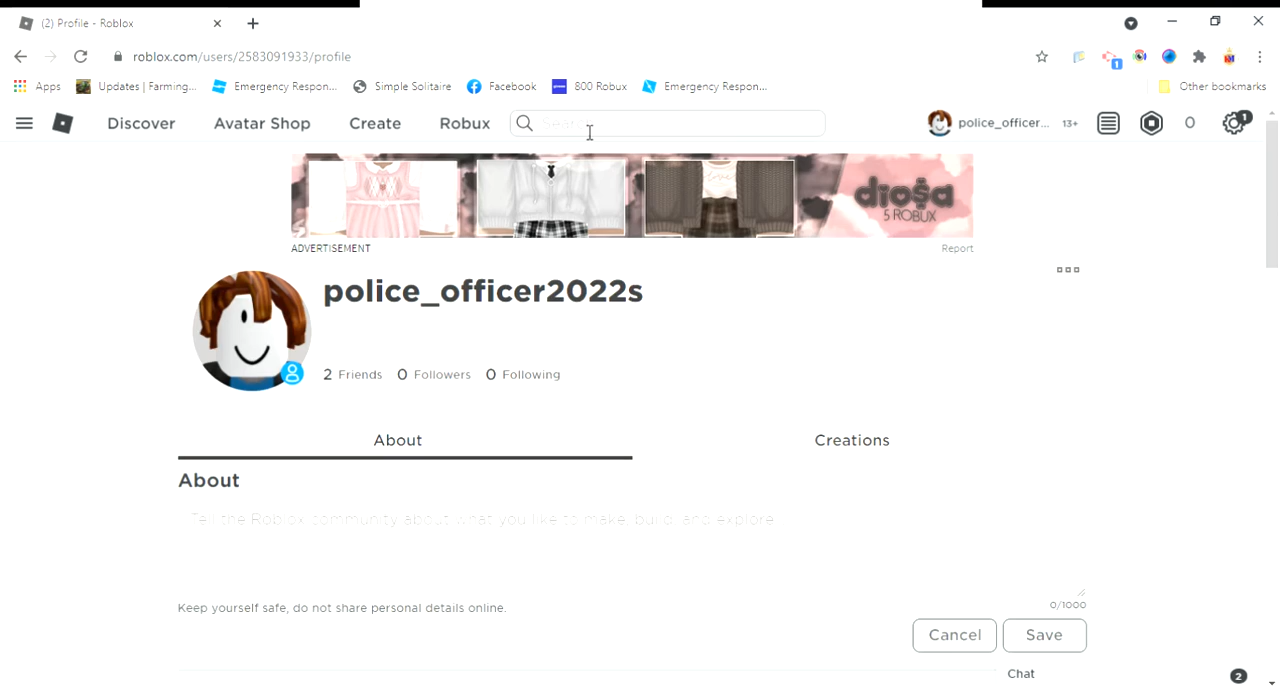 (2) Profile - Roblox
roblox.com/users/2583091933/profile
1
Apps Updates | Farming... Emergency Respon... Simple Solitaire Facebook 800 Robux Emergency Respon... Other bookmarks
Discover Avatar Shop Create Robux Search police_officer... 13+ 0 1
diosa
5 ROBUX
ADVERTISEMENT Report
police_officer2022s
2 Friends 0 Followers 0 Following
About Creations
About
Tell the Roblox community about what you like to make, build, and explore
0/1000
Keep yourself safe, do not share personal details online.
Cancel Save
Chat 2